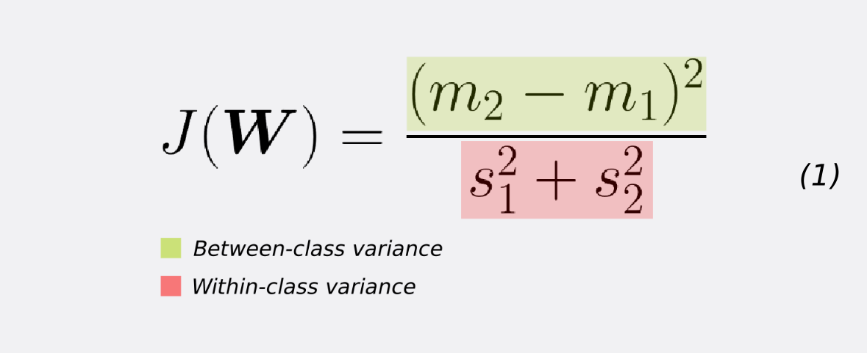 J(W) = (m₂ − m₁)² / (s₁² + s₂²)
(1)
Between-class variance
Within-class variance